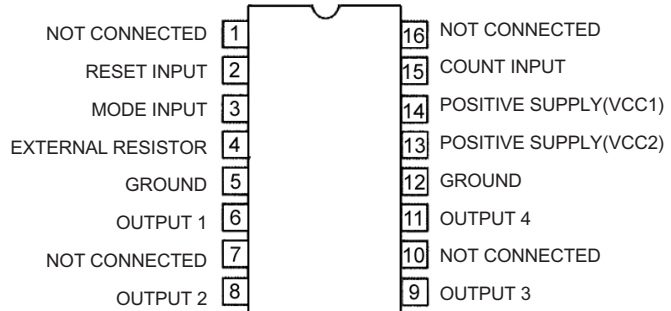 NOT CONNECTED 1 16 NOT CONNECTED
RESET INPUT 2 15 COUNT INPUT
MODE INPUT 3 14 POSITIVE SUPPLY(VCC1)
EXTERNAL RESISTOR 4 13 POSITIVE SUPPLY(VCC2)
GROUND 5 12 GROUND
OUTPUT 1 6 11 OUTPUT 4
NOT CONNECTED 7 10 NOT CONNECTED
OUTPUT 2 8 9 OUTPUT 3